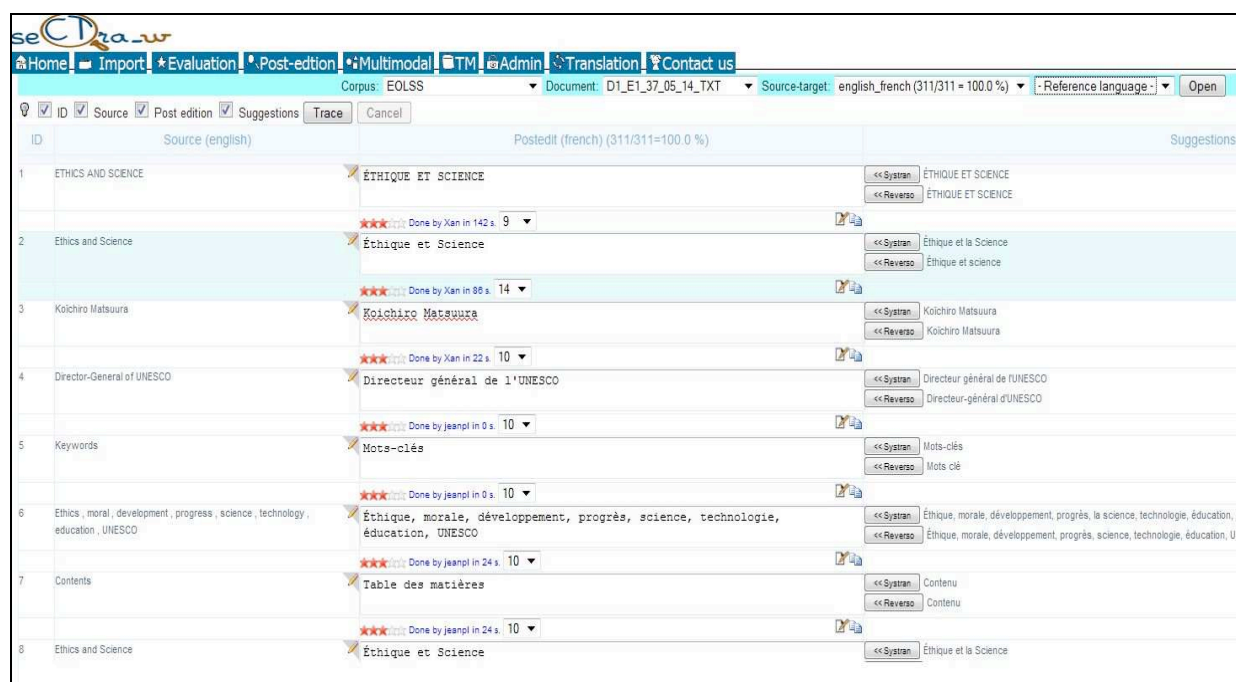 seCTra_w
Home Import Evaluation Post-edtion Multimodal TM Admin Translation Contact us
Corpus: EOLSS Document: D1_E1_37_05_14_TXT Source-target: english_french (311/311 = 100.0 %) - Reference language - Open
ID Source Post edition Suggestions Trace Cancel
ID Source (english) Postedit (french) (311/311=100.0 %) Suggestions
1 ETHICS AND SCIENCE ÉTHIQUE ET SCIENCE << Systran ÉTHIQUE ET SCIENCE
<< Reverso ÉTHIQUE ET SCIENCE
Done by Xan in 142 s. 9
2 Ethics and Science Éthique et Science << Systran Éthique et la Science
<< Reverso Éthique et science
Done by Xan in 86 s. 14
3 Koïchiro Matsuura Koichiro Matsuura << Systran Koïchiro Matsuura
<< Reverso Koïchiro Matsuura
Done by Xan in 22 s. 10
4 Director-General of UNESCO Directeur général de l'UNESCO << Systran Directeur général de l'UNESCO
<< Reverso Directeur-général d'UNESCO
Done by jeanpl in 0 s. 10
5 Keywords Mots-clés << Systran Mots-clés
<< Reverso Mots clé
Done by jeanpl in 0 s. 10
6 Ethics , moral , development , progress , science , technology , Éthique, morale, développement, progrès, science, technologie, << Systran Éthique, morale, développement, progrès, la science, technologie, éducation,
education , UNESCO éducation, UNESCO << Reverso Éthique, morale, développement, progrès, science, technologie, éducation, U
Done by jeanpl in 24 s. 10
7 Contents Table des matières << Systran Contenu
<< Reverso Contenu
Done by jeanpl in 24 s. 10
8 Ethics and Science Éthique et Science << Systran Éthique et la Science